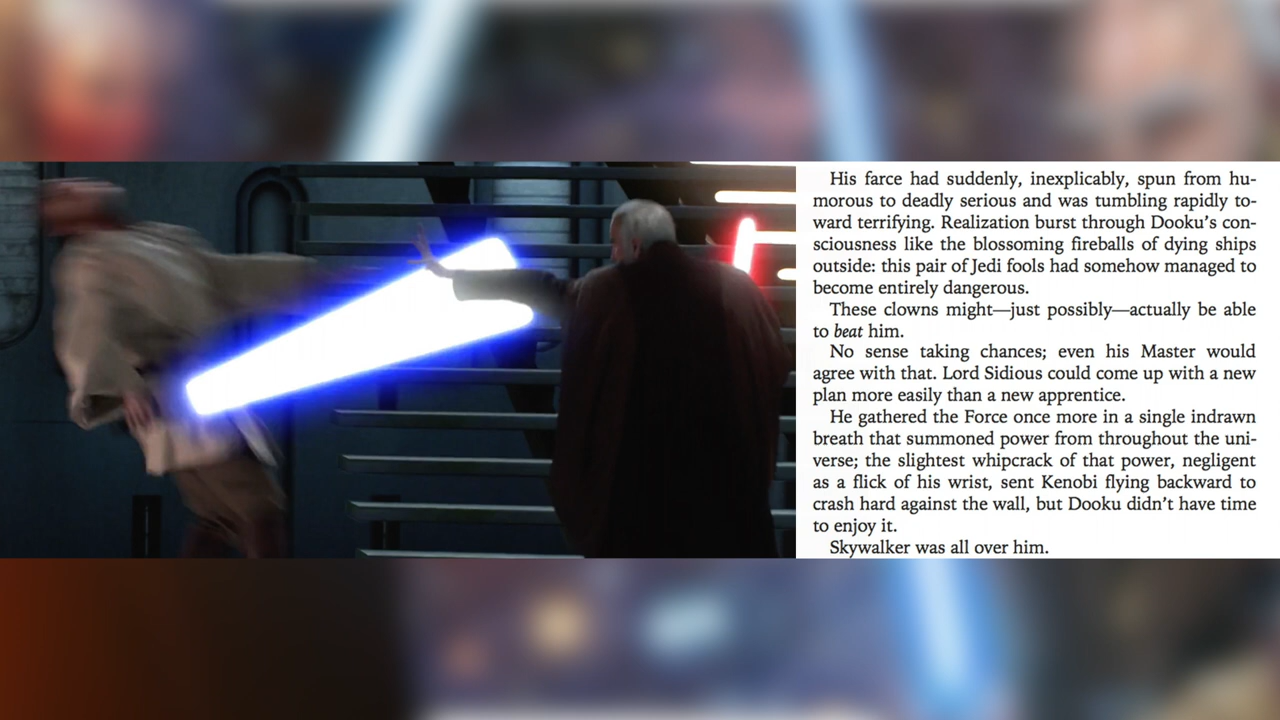 His farce had suddenly, inexplicably, spun from hu-
morous to deadly serious and was tumbling rapidly to-
ward terrifying. Realization burst through Dooku's con-
sciousness like the blossoming fireballs of dying ships
outside: this pair of Jedi fools had somehow managed to
become entirely dangerous.
These clowns might—just possibly—actually be able
to beat him.
No sense taking chances; even his Master would
agree with that. Lord Sidious could come up with a new
plan more easily than a new apprentice.
He gathered the Force once more in a single indrawn
breath that summoned power from throughout the uni-
verse; the slightest whipcrack of that power, negligent
as a flick of his wrist, sent Kenobi flying backward to
crash hard against the wall, but Dooku didn't have time
to enjoy it.
Skywalker was all over him.